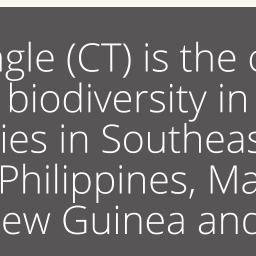 ngle (CT) is the c
biodiversity in
ies in Southeas
Philippines, Ma
ew Guinea and